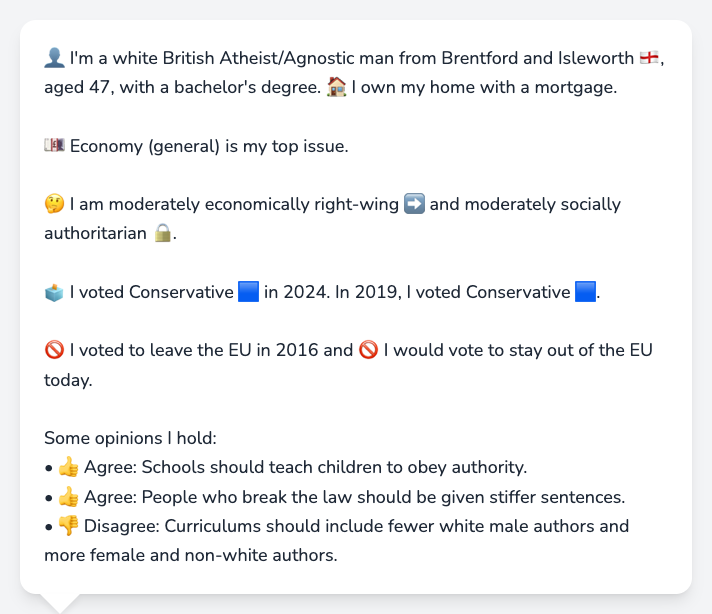 👤 I'm a white British Atheist/Agnostic man from Brentford and Isleworth 🏴󠁧󠁢󠁥󠁮󠁧󠁿,
aged 47, with a bachelor's degree. 🏠 I own my home with a mortgage.
💷 Economy (general) is my top issue.
🤔 I am moderately economically right-wing ➡️ and moderately socially
authoritarian 🔒.
🗳️ I voted Conservative 🟦 in 2024. In 2019, I voted Conservative 🟦.
🚫 I voted to leave the EU in 2016 and 🚫 I would vote to stay out of the EU
today.
Some opinions I hold:
• 👍 Agree: Schools should teach children to obey authority.
• 👍 Agree: People who break the law should be given stiffer sentences.
• 👎 Disagree: Curriculums should include fewer white male authors and
more female and non-white authors.